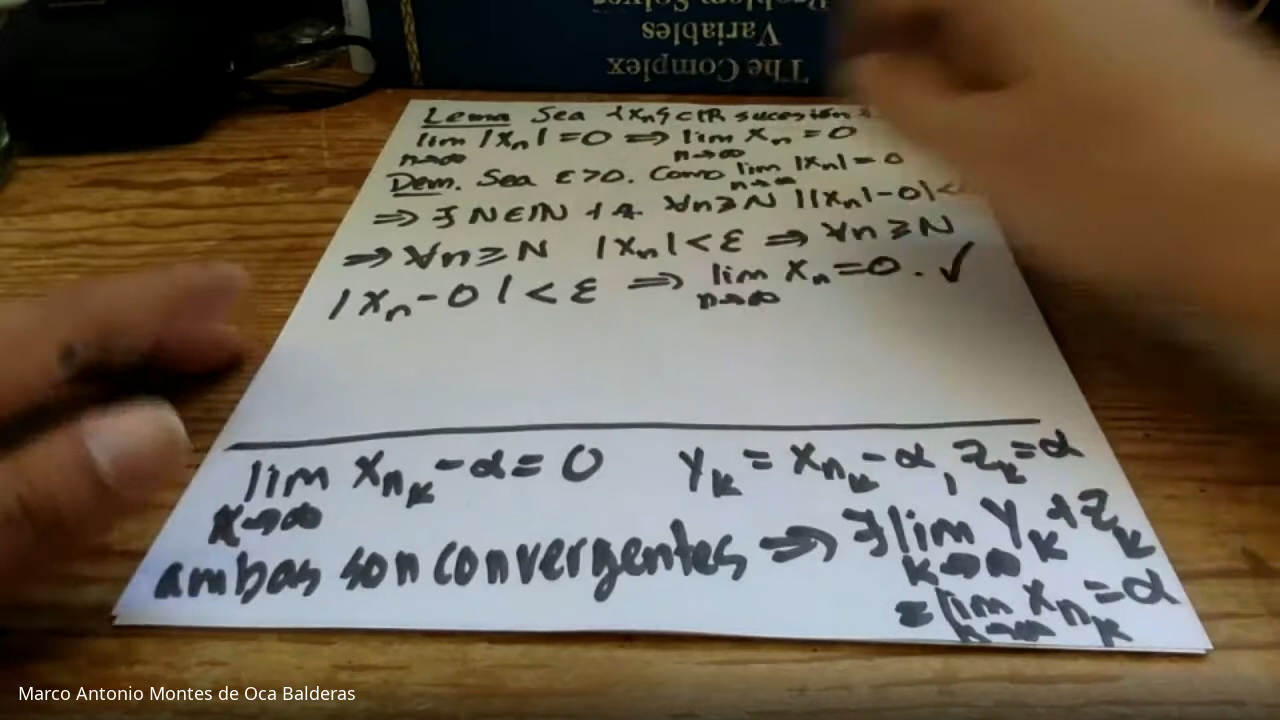 The Complex
Variables
Problem Solver
Lema Sea {xₙ} ⊂ ℝ sucesión
lim |xₙ| = 0 ⇒ lim xₙ = 0
n→∞ n→∞
Dem. Sea ε>0. Como lim |xₙ| = 0
n→∞
⇒ ∃ N∈ℕ t.q. ∀n≥N ||xₙ|-0|<
⇒ ∀n≥N |xₙ|<ε ⇒ ∀n≥N
|xₙ-0|<ε ⇒ lim xₙ=0. ✓
n→∞
lim xₙₖ - α = 0 yₖ = xₙₖ - α, zₖ = α
k→∞
ambas son convergentes ⇒ ∃ lim yₖ + zₖ
k→∞
= lim xₙₖ = α
k→∞
Marco Antonio Montes de Oca Balderas